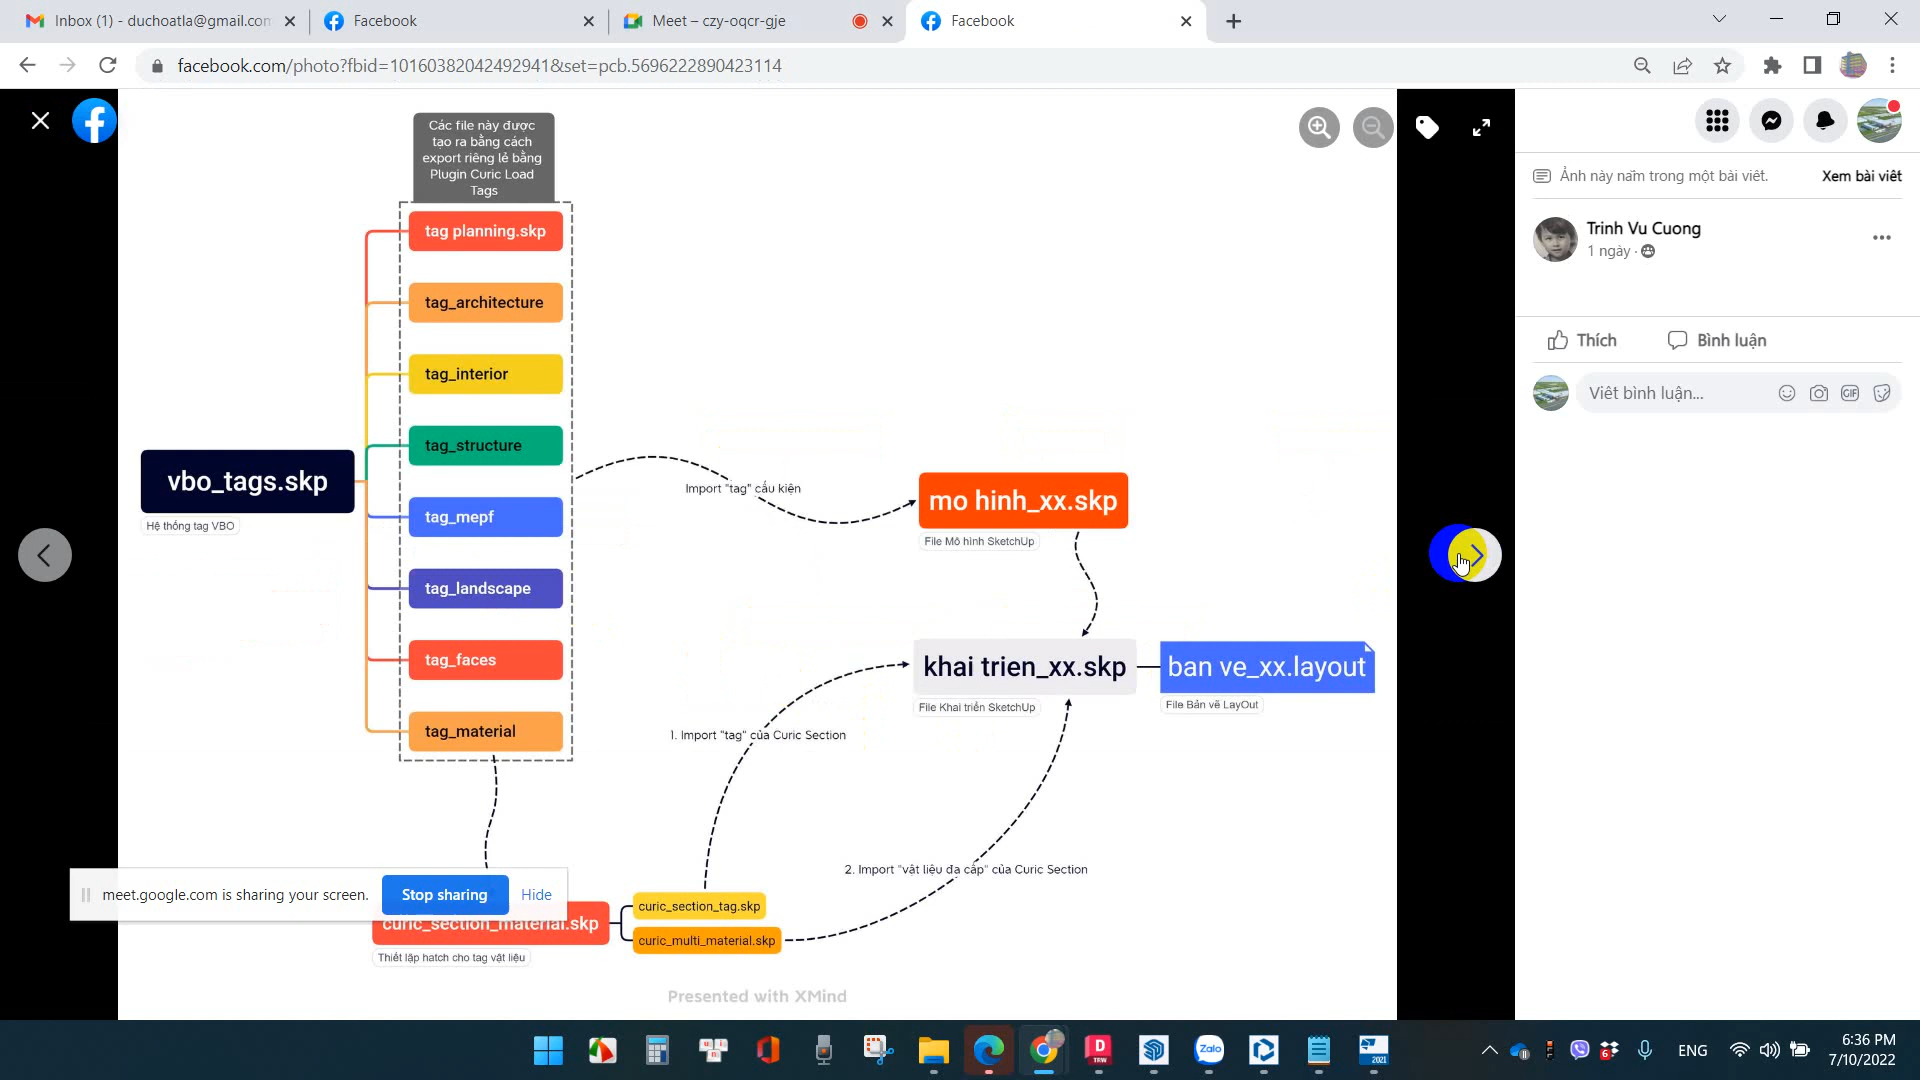 Inbox (1) - duchoatla@gmail.con
Facebook
Meet – czy-oqcr-gje
Facebook
facebook.com/photo?fbid=10160382042492941&set=pcb.5696222890423114
Các file này được
tạo ra bằng cách
export riêng lẻ bằng
Plugin Curic Load
Tags
tag planning.skp
tag_architecture
tag_interior
tag_structure
tag_mepf
tag_landscape
tag_faces
tag_material
vbo_tags.skp
Hệ thống tag VBO
Import "tag" cấu kiện
mo hinh_xx.skp
File Mô hình SketchUp
khai trien_xx.skp
File Khai triển SketchUp
ban ve_xx.layout
File Bản vẽ LayOut
1. Import "tag" của Curic Section
2. Import "vật liệu đa cấp" của Curic Section
meet.google.com is sharing your screen.
Stop sharing
Hide
curic_section_material.skp
Thiết lập hatch cho tag vật liệu
curic_section_tag.skp
curic_multi_material.skp
Presented with XMind
Ảnh này nằm trong một bài viết.
Xem bài viết
Trinh Vu Cuong
1 ngày ·
Thích
Bình luận
Viết bình luận...
GIF
Zalo
2021
ENG
6:36 PM
7/10/2022